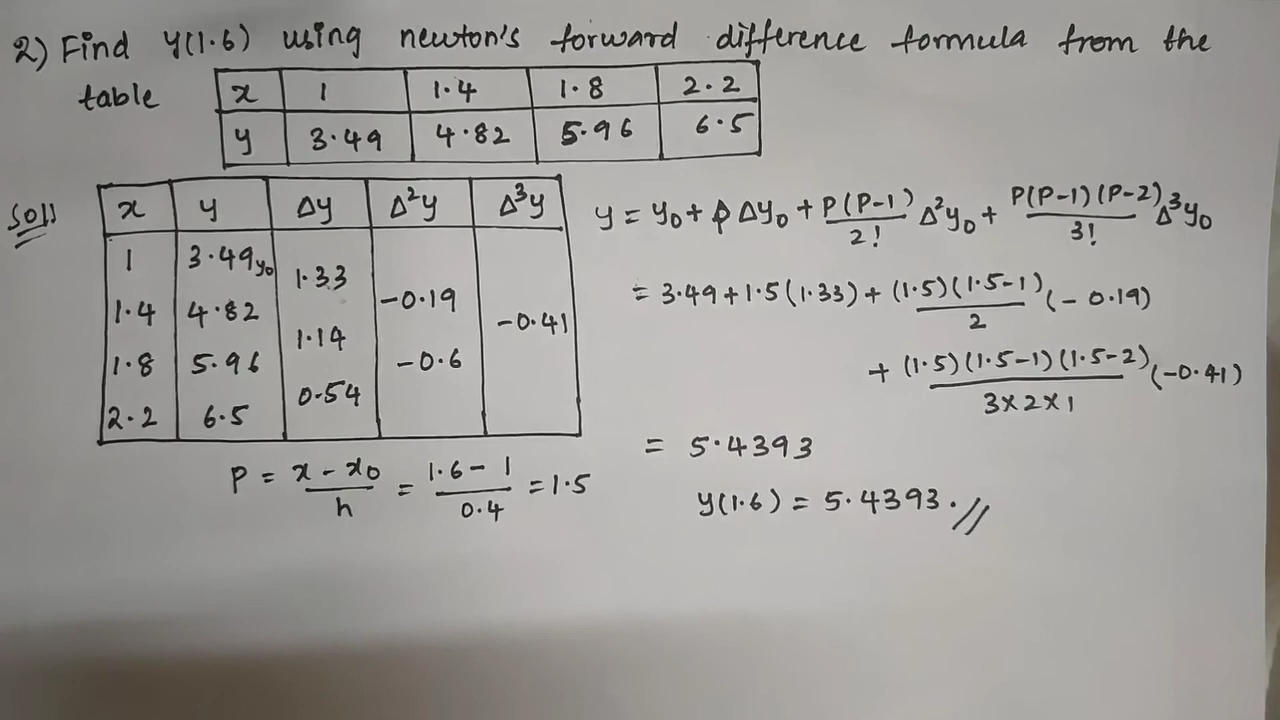 2) Find y(1.6) using newton's forward difference formula from the
table
x 1 1.4 1.8 2.2
y 3.49 4.82 5.96 6.5
Soln
x y Δy Δ²y Δ³y
1 3.49 y₀
1.33
1.4 4.82 -0.19
1.14 -0.41
1.8 5.96 -0.6
0.54
2.2 6.5
P = x - x₀ / h = 1.6 - 1 / 0.4 = 1.5
y = y₀ + p Δy₀ + P(P-1) / 2! Δ²y₀ + P(P-1)(P-2) / 3! Δ³y₀
= 3.49 + 1.5(1.33) + (1.5)(1.5-1) / 2 (-0.19)
+ (1.5)(1.5-1)(1.5-2) / 3×2×1 (-0.41)
= 5.4393
y(1.6) = 5.4393. //